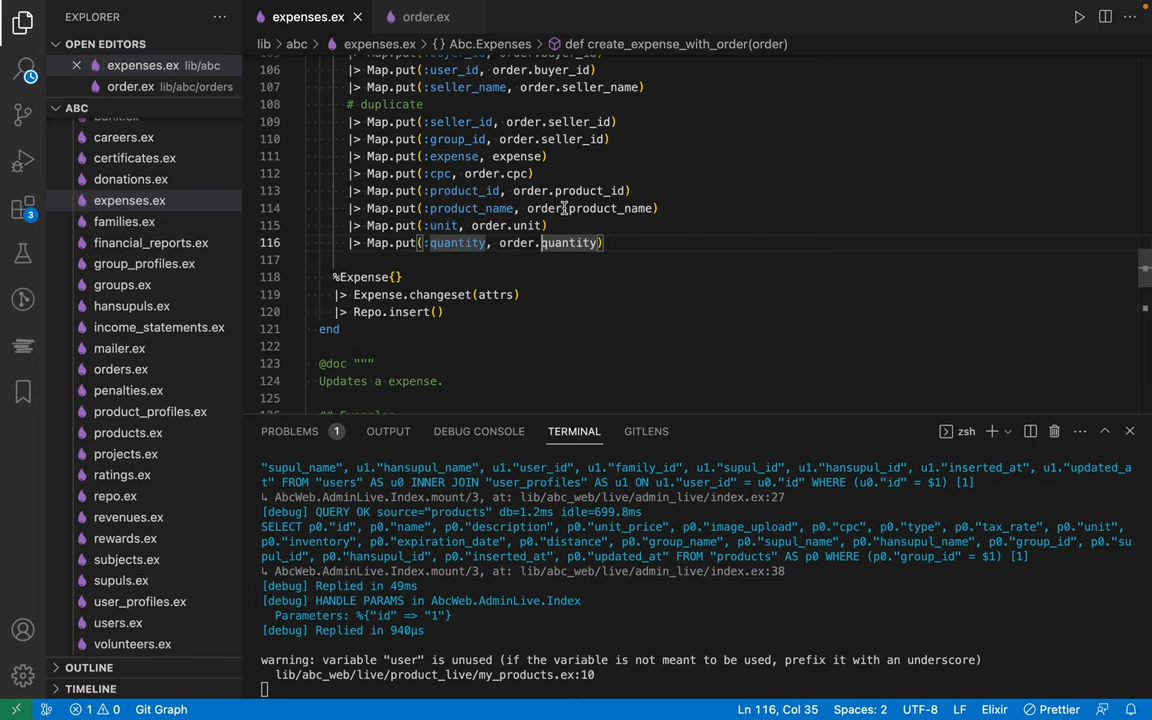 EXPLORER
OPEN EDITORS
expenses.ex lib/abc
order.ex lib/abc/orders
ABC
bank.ex
careers.ex
certificates.ex
donations.ex
expenses.ex
families.ex
financial_reports.ex
group_profiles.ex
groups.ex
hansupuls.ex
income_statements.ex
mailer.ex
orders.ex
penalties.ex
product_profiles.ex
products.ex
projects.ex
ratings.ex
repo.ex
revenues.ex
rewards.ex
subjects.ex
supuls.ex
user_profiles.ex
users.ex
volunteers.ex
OUTLINE
TIMELINE
3
expenses.ex
order.ex
lib > abc > expenses.ex > {} Abc.Expenses > def create_expense_with_order(order)
106 |> Map.put(:user_id, order.buyer_id)
107 |> Map.put(:seller_name, order.seller_name)
108 # duplicate
109 |> Map.put(:seller_id, order.seller_id)
110 |> Map.put(:group_id, order.seller_id)
111 |> Map.put(:expense, expense)
112 |> Map.put(:cpc, order.cpc)
113 |> Map.put(:product_id, order.product_id)
114 |> Map.put(:product_name, order.product_name)
115 |> Map.put(:unit, order.unit)
116 |> Map.put(:quantity, order.quantity)
117
118 %Expense{}
119 |> Expense.changeset(attrs)
120 |> Repo.insert()
121 end
122
123 @doc """
124 Updates a expense.
125
PROBLEMS 1 OUTPUT DEBUG CONSOLE TERMINAL GITLENS zsh
"supul_name", u1."hansupul_name", u1."user_id", u1."family_id", u1."supul_id", u1."hansupul_id", u1."inserted_at", u1."updated_a
t" FROM "users" AS u0 INNER JOIN "user_profiles" AS u1 ON u1."user_id" = u0."id" WHERE (u0."id" = $1) [1]
↳ AbcWeb.AdminLive.Index.mount/3, at: lib/abc_web/live/admin_live/index.ex:27
[debug] QUERY OK source="products" db=1.2ms idle=699.8ms
SELECT p0."id", p0."name", p0."description", p0."unit_price", p0."image_upload", p0."cpc", p0."type", p0."tax_rate", p0."unit",
p0."inventory", p0."expiration_date", p0."distance", p0."group_name", p0."supul_name", p0."hansupul_name", p0."group_id", p0."su
pul_id", p0."hansupul_id", p0."inserted_at", p0."updated_at" FROM "products" AS p0 WHERE (p0."group_id" = $1) [1]
↳ AbcWeb.AdminLive.Index.mount/3, at: lib/abc_web/live/admin_live/index.ex:38
[debug] Replied in 49ms
[debug] HANDLE PARAMS in AbcWeb.AdminLive.Index
Parameters: %{"id" => "1"}
[debug] Replied in 940µs
warning: variable "user" is unused (if the variable is not meant to be used, prefix it with an underscore)
lib/abc_web/live/product_live/my_products.ex:10
1 0 Git Graph Ln 116, Col 35 Spaces: 2 UTF-8 LF Elixir Prettier